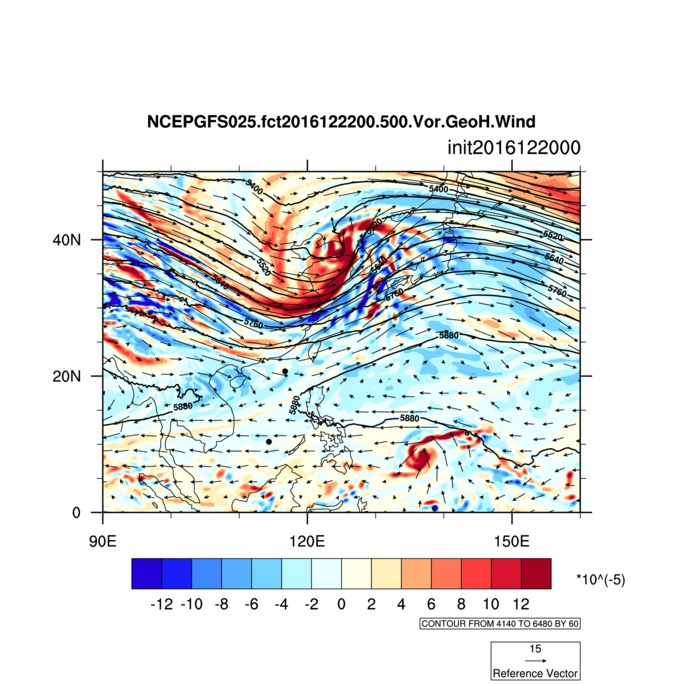 NCEPGFS025.fct2016122200.500.Vor.GeoH.Wind
init2016122000
5400
5400
5520
5520
5640
5640
5640
5760
5760
5760
5880
5880
5880
5880
40N
20N
0
90E
120E
150E
-12 -10 -8 -6 -4 -2 0 2 4 6 8 10 12
*10^(-5)
CONTOUR FROM 4140 TO 6480 BY 60
15
Reference Vector